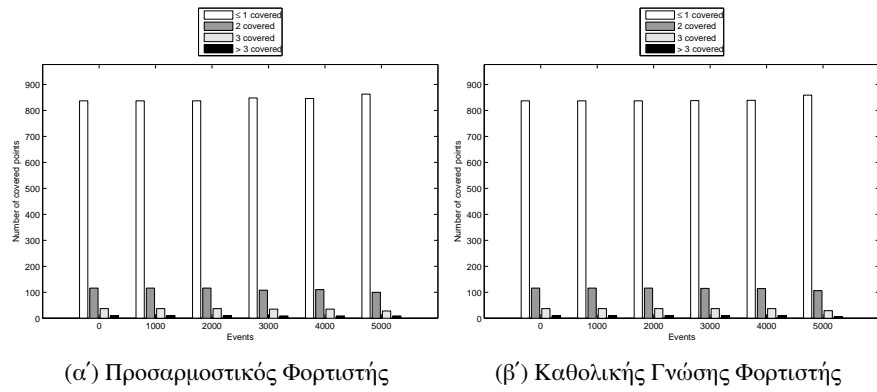 ≤ 1 covered
2 covered
3 covered
> 3 covered
900
800
700
600
500
400
300
200
100
0
Number of covered points
0 1000 2000 3000 4000 5000
Events
(α΄) Προσαρμοστικός Φορτιστής
≤ 1 covered
2 covered
3 covered
> 3 covered
900
800
700
600
500
400
300
200
100
0
Number of covered points
0 1000 2000 3000 4000 5000
Events
(β΄) Καθολικής Γνώσης Φορτιστής